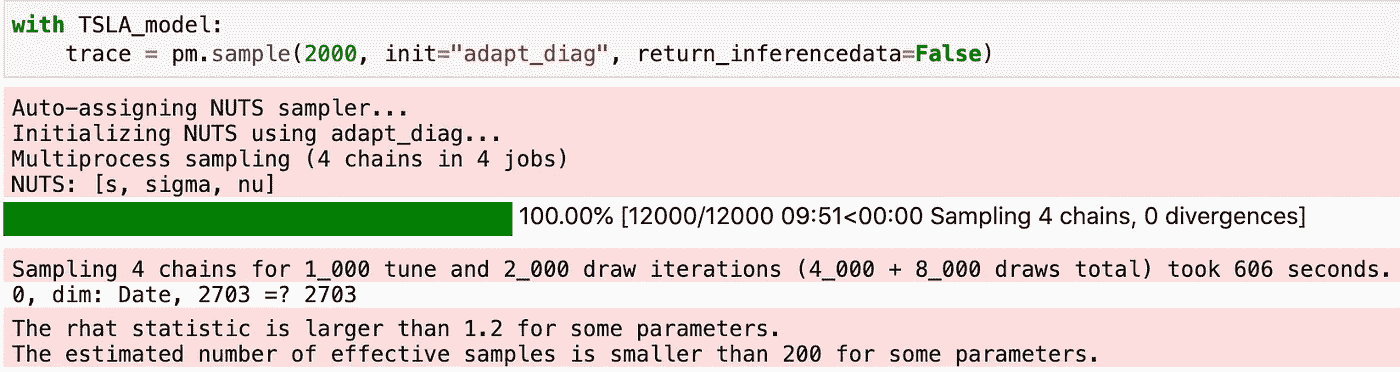 with TSLA_model:
    trace = pm.sample(2000, init="adapt_diag", return_inferencedata=False)
Auto-assigning NUTS sampler...
Initializing NUTS using adapt_diag...
Multiprocess sampling (4 chains in 4 jobs)
NUTS: [s, sigma, nu]
100.00% [12000/12000 09:51<00:00 Sampling 4 chains, 0 divergences]
Sampling 4 chains for 1_000 tune and 2_000 draw iterations (4_000 + 8_000 draws total) took 606 seconds.
0, dim: Date, 2703 =? 2703
The rhat statistic is larger than 1.2 for some parameters.
The estimated number of effective samples is smaller than 200 for some parameters.